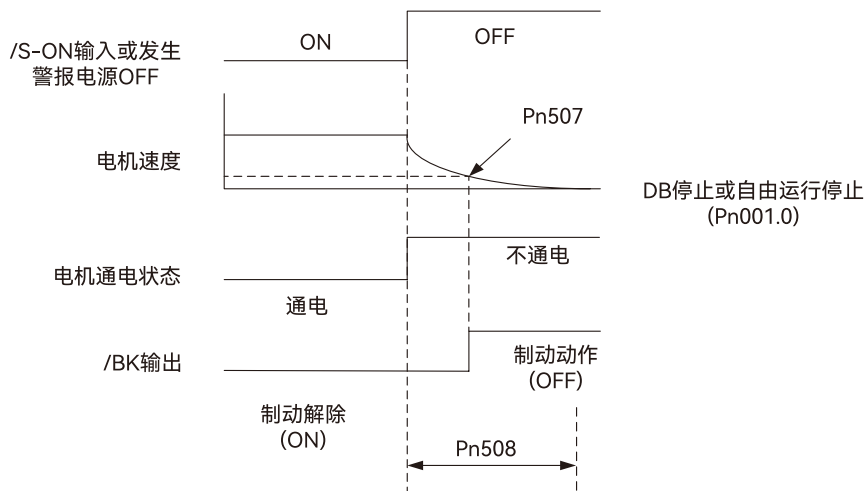 /S-ON输入或发生
警报电源OFF
ON
OFF
Pn507
电机速度
DB停止或自由运行停止
(Pn001.0)
电机通电状态
通电
不通电
/BK输出
制动动作
(OFF)
制动解除
(ON)
Pn508